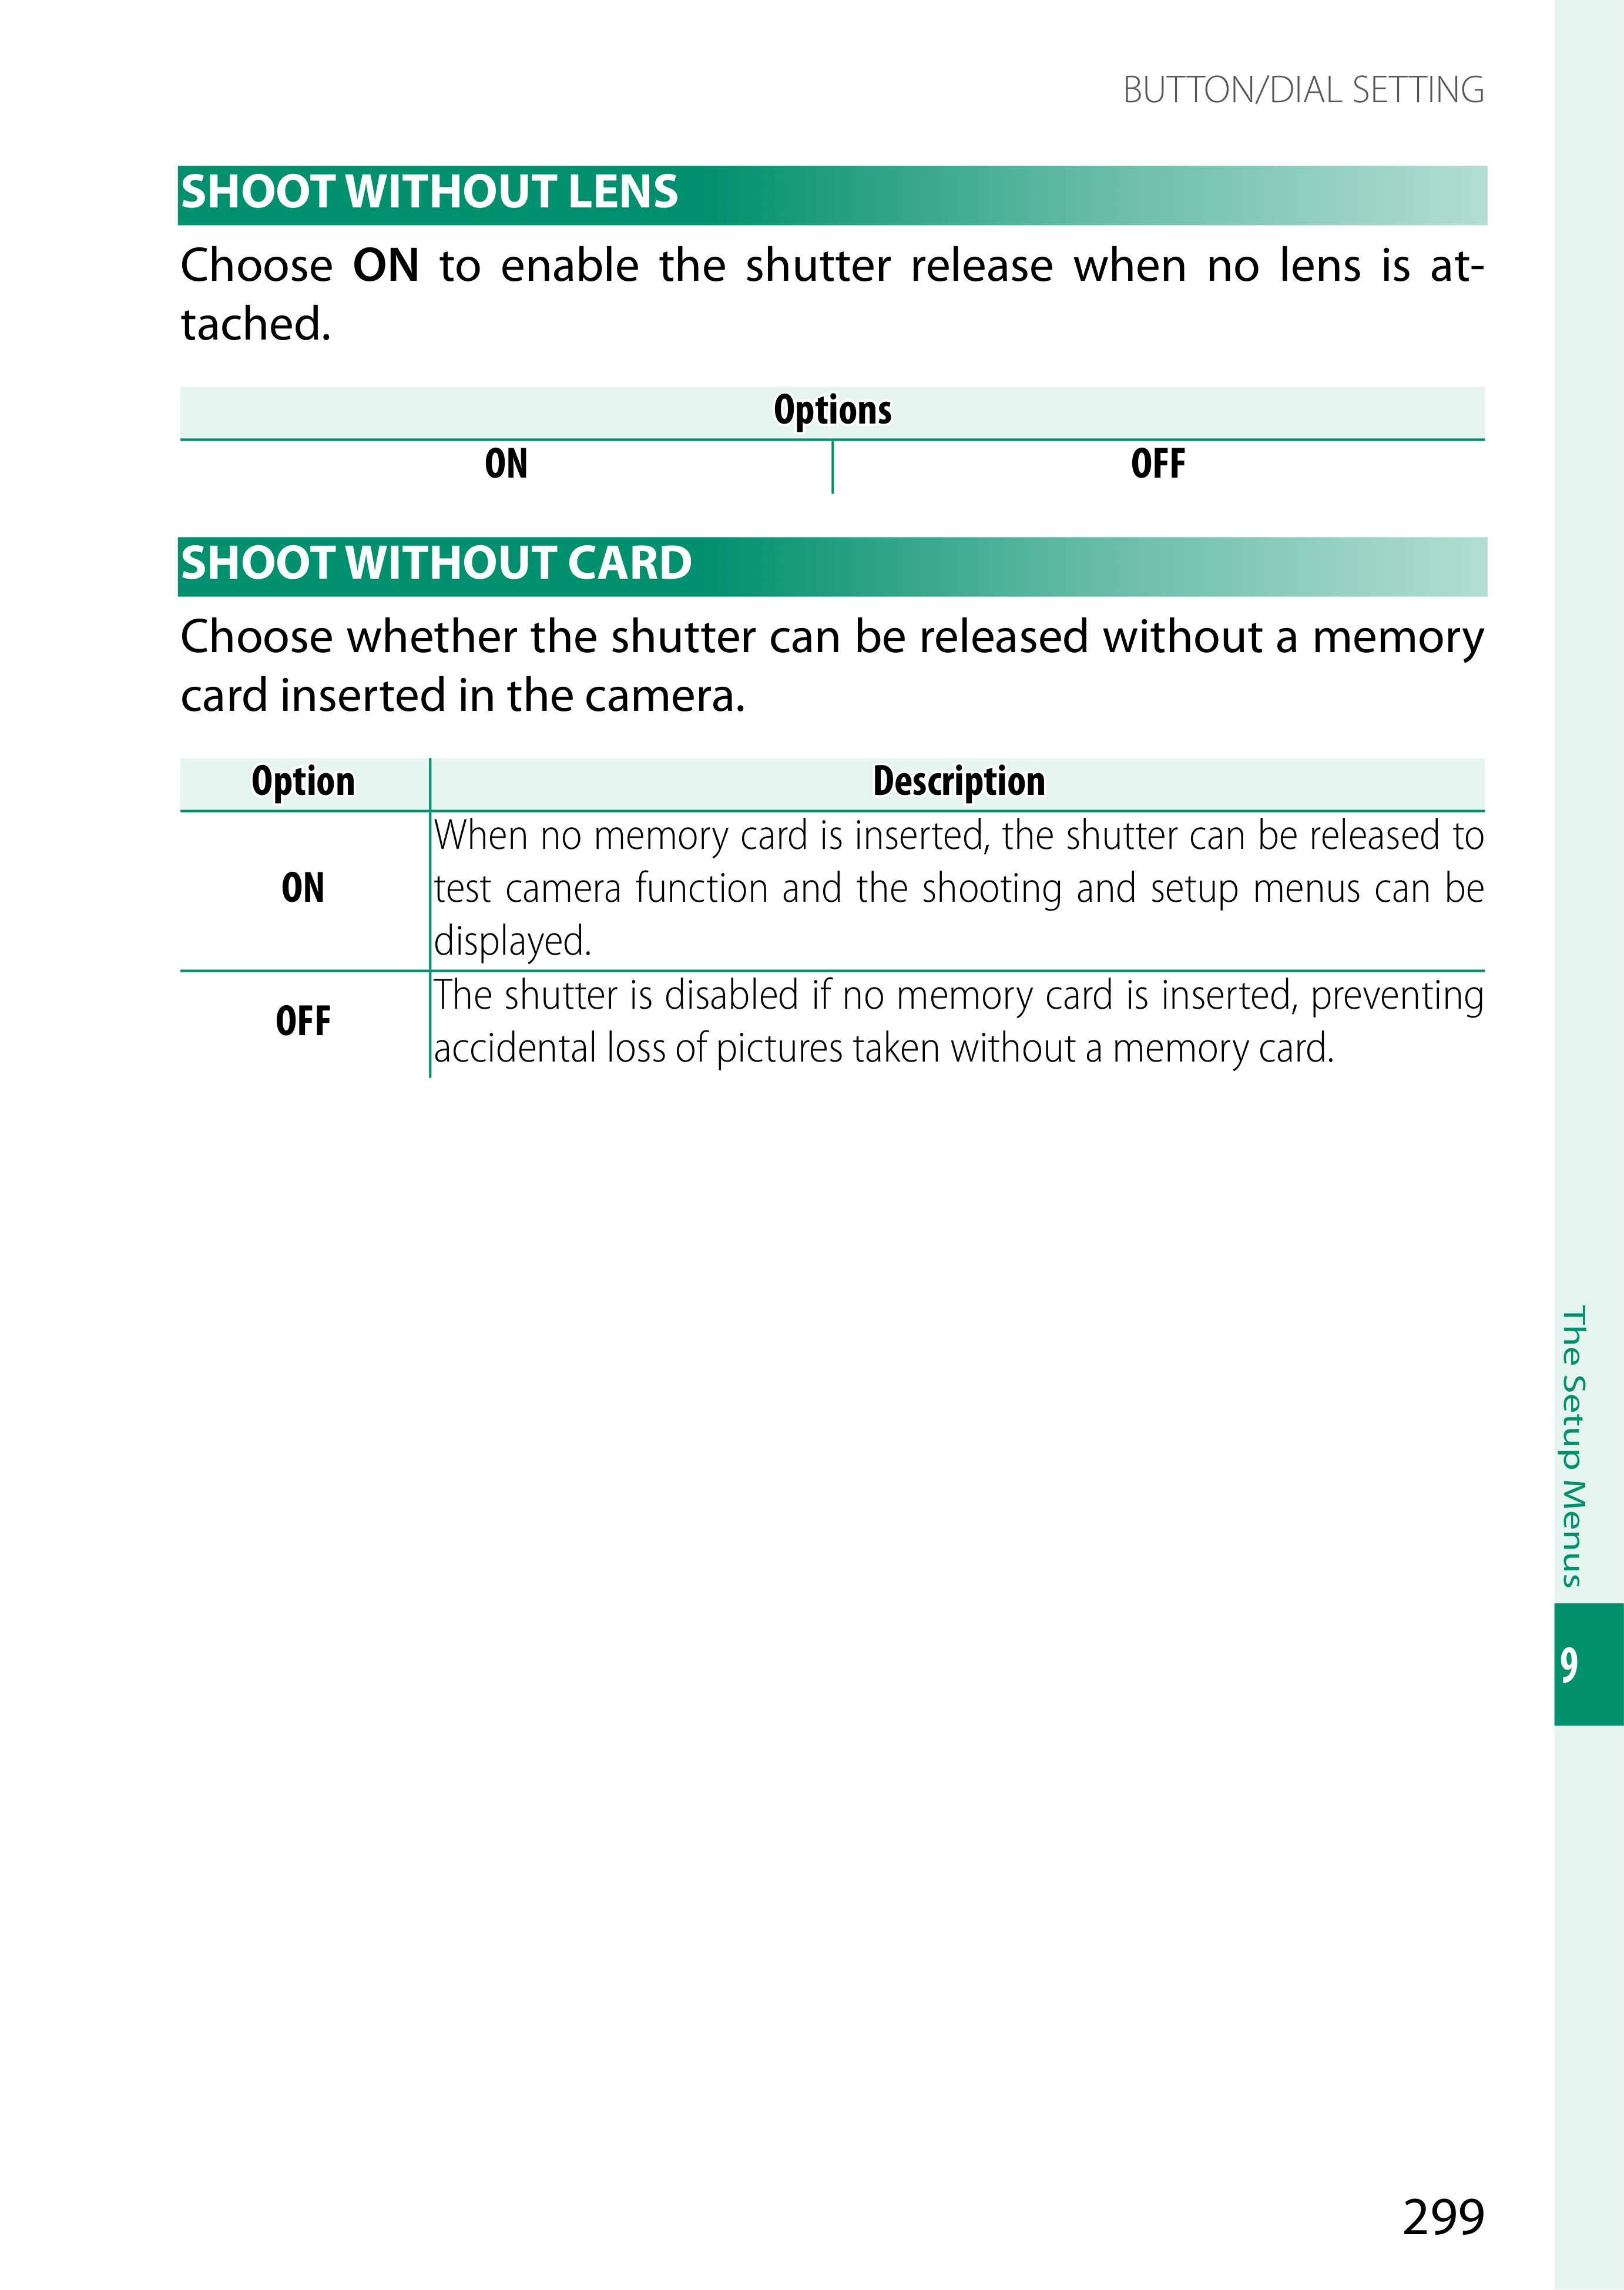 BUTTON/DIAL SETTING
SHOOT WITHOUT LENS
Choose ON to enable the shutter release when no lens is at-
tached.
Options
ON OFF
SHOOT WITHOUT CARD
Choose whether the shutter can be released without a memory
card inserted in the camera.
Option Description
ON
When no memory card is inserted, the shutter can be released to
test camera function and the shooting and setup menus can be
displayed.
OFF
The shutter is disabled if no memory card is inserted, preventing
accidental loss of pictures taken without a memory card.
The Setup Menus
9
299